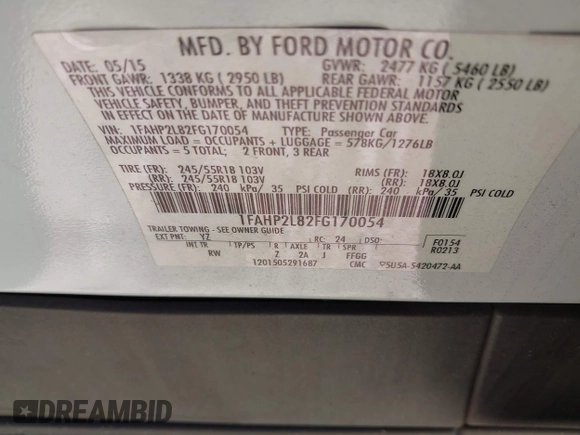 MFD. BY FORD MOTOR CO.
DATE: 05/15 GVWR: 2477 KG ( 5460 LB)
FRONT GAWR: 1338 KG ( 2950 LB) REAR GAWR: 1157 KG ( 2550 LB)
THIS VEHICLE CONFORMS TO ALL APPLICABLE FEDERAL MOTOR
VEHICLE SAFETY, BUMPER, AND THEFT PREVENTION STANDARDS
IN EFFECT ON THE DATE OF MANUFACTURE SHOWN ABOVE.
VIN: 1FAHP2L82FG170054 TYPE: Passenger Car
MAXIMUM LOAD = OCCUPANTS + LUGGAGE = 578KG/1276LB
OCCUPANTS = 5 TOTAL; 2 FRONT, 3 REAR
TIRE (FR): 245/55R18 103V RIMS (FR): 18X8.0J
(RR): 245/55R18 103V (RR): 18X8.0J
PRESSURE (FR): 240 kPa/ 35 PSI COLD (RR): 240 kPa/ 35 PSI COLD
1FAHP2L82FG170054
TRAILER TOWING - SEE OWNER GUIDE
EXT PNT: YZ RC: 24 DSO: F0154
INT TR TP/PS R AXLE TR SPR R0213
RW Z 2A J FFGG
1201505291687 CMC 5U5A-5420472-AA
DREAMBID